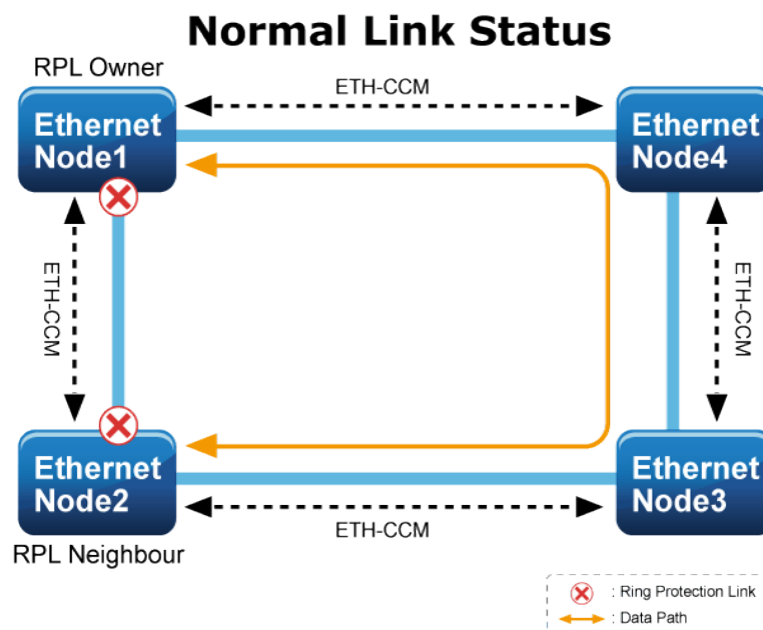 Normal Link Status
RPL Owner
ETH-CCM
Ethernet
Node1
Ethernet
Node4
ETH-CCM
ETH-CCM
Ethernet
Node2
Ethernet
Node3
ETH-CCM
RPL Neighbour
: Ring Protection Link
: Data Path